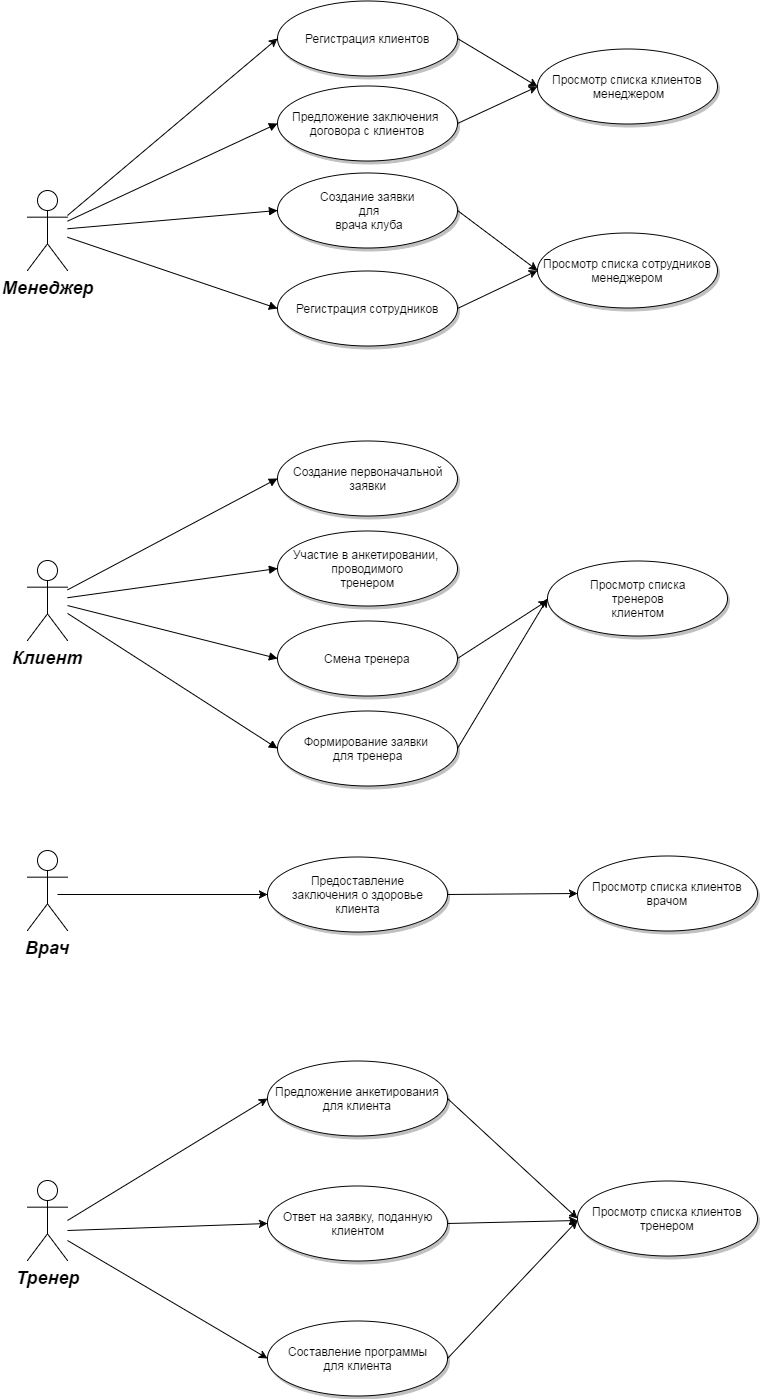 Регистрация клиентов
Просмотр списка клиентов
менеджером
Предложение заключения
договора с клиентов
Создание заявки
для
врача клуба
Просмотр списка сотрудников
менеджером
Регистрация сотрудников
Менеджер
Создание первоначальной
заявки
Участие в анкетировании,
проводимого
тренером
Просмотр списка
тренеров
клиентом
Смена тренера
Формирование заявки
для тренера
Клиент
Предоставление
заключения о здоровье
клиента
Просмотр списка клиентов
врачом
Врач
Предложение анкетирования
для клиента
Ответ на заявку, поданную
клиентом
Просмотр списка клиентов
тренером
Составление программы
для клиента
Тренер